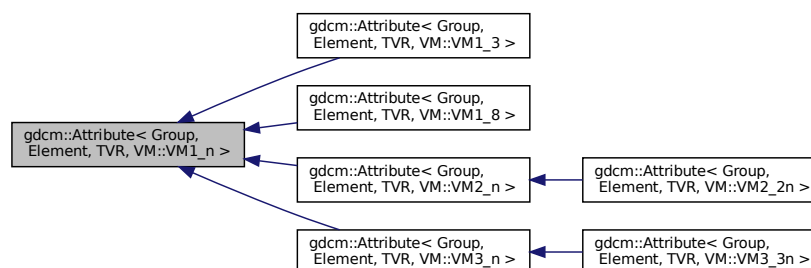 gdcm::Attribute< Group,
Element, TVR, VM::VM1_3 >
gdcm::Attribute< Group,
Element, TVR, VM::VM1_8 >
gdcm::Attribute< Group,
Element, TVR, VM::VM1_n >
gdcm::Attribute< Group,
Element, TVR, VM::VM2_n >
gdcm::Attribute< Group,
Element, TVR, VM::VM2_2n >
gdcm::Attribute< Group,
Element, TVR, VM::VM3_n >
gdcm::Attribute< Group,
Element, TVR, VM::VM3_3n >